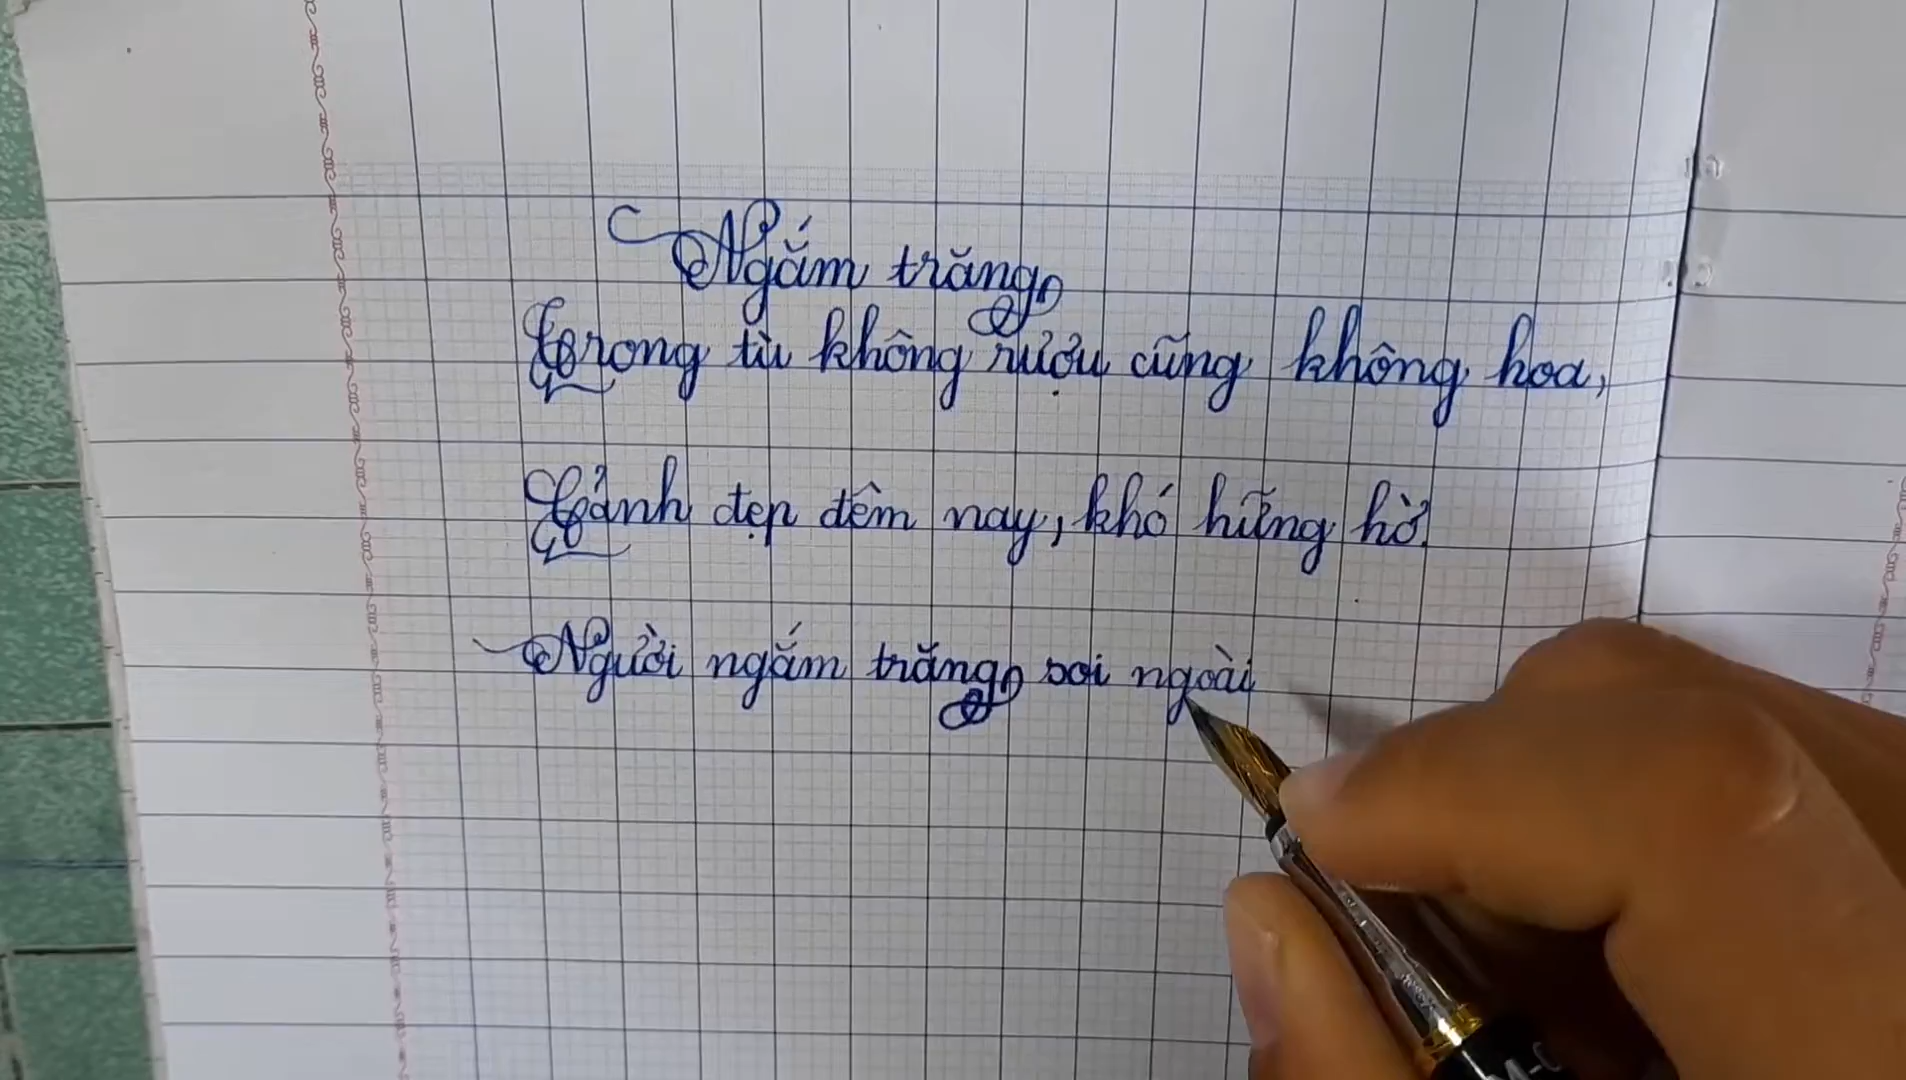 Ngắm trăng
Trong tù không rượu cũng không hoa,
Cảnh đẹp đêm nay, khó hững hờ.
Người ngắm trăng soi ngoài